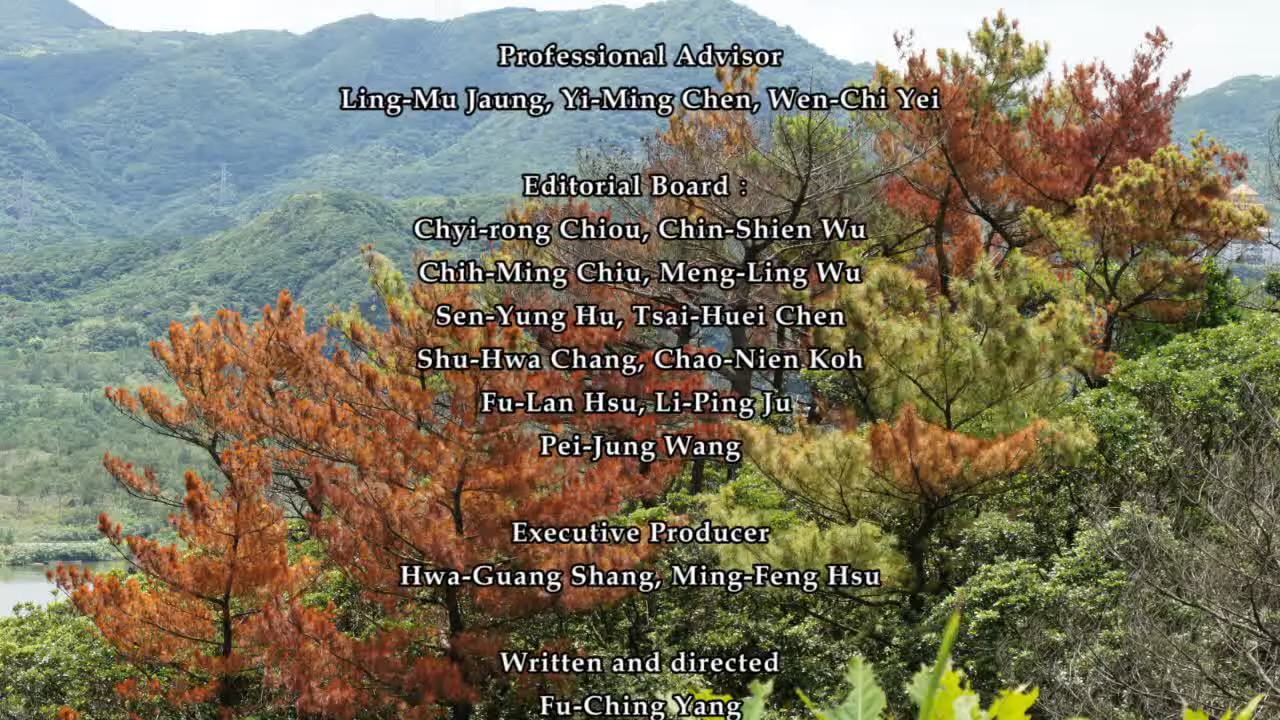 Professional Advisor
Ling-Mu Jaung, Yi-Ming Chen, Wen-Chi Yei
Editorial Board :
Chyi-rong Chiou, Chin-Shien Wu
Chih-Ming Chiu, Meng-Ling Wu
Sen-Yung Hu, Tsai-Huei Chen
Shu-Hwa Chang, Chao-Nien Koh
Fu-Lan Hsu, Li-Ping Ju
Pei-Jung Wang
Executive Producer
Hwa-Guang Shang, Ming-Feng Hsu
Written and directed
Fu-Ching Yang